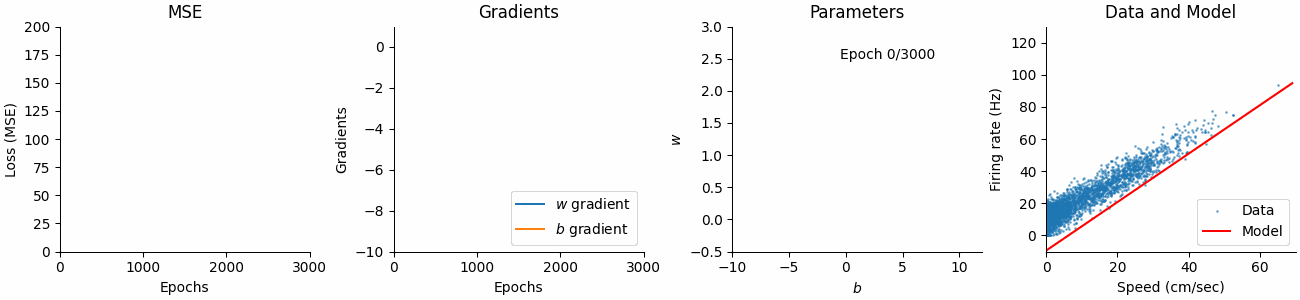 MSE
Loss (MSE)
200
175
150
125
100
75
50
25
0
0 1000 2000 3000
Epochs
Gradients
Gradients
0
−2
−4
−6
−8
−10
w gradient
b gradient
0 1000 2000 3000
Epochs
Parameters
w
3.0
2.5
2.0
1.5
1.0
0.5
0.0
−0.5
Epoch 0/3000
−10 −5 0 5 10
b
Data and Model
Firing rate (Hz)
120
100
80
60
40
20
0
Data
Model
0 20 40 60
Speed (cm/sec)